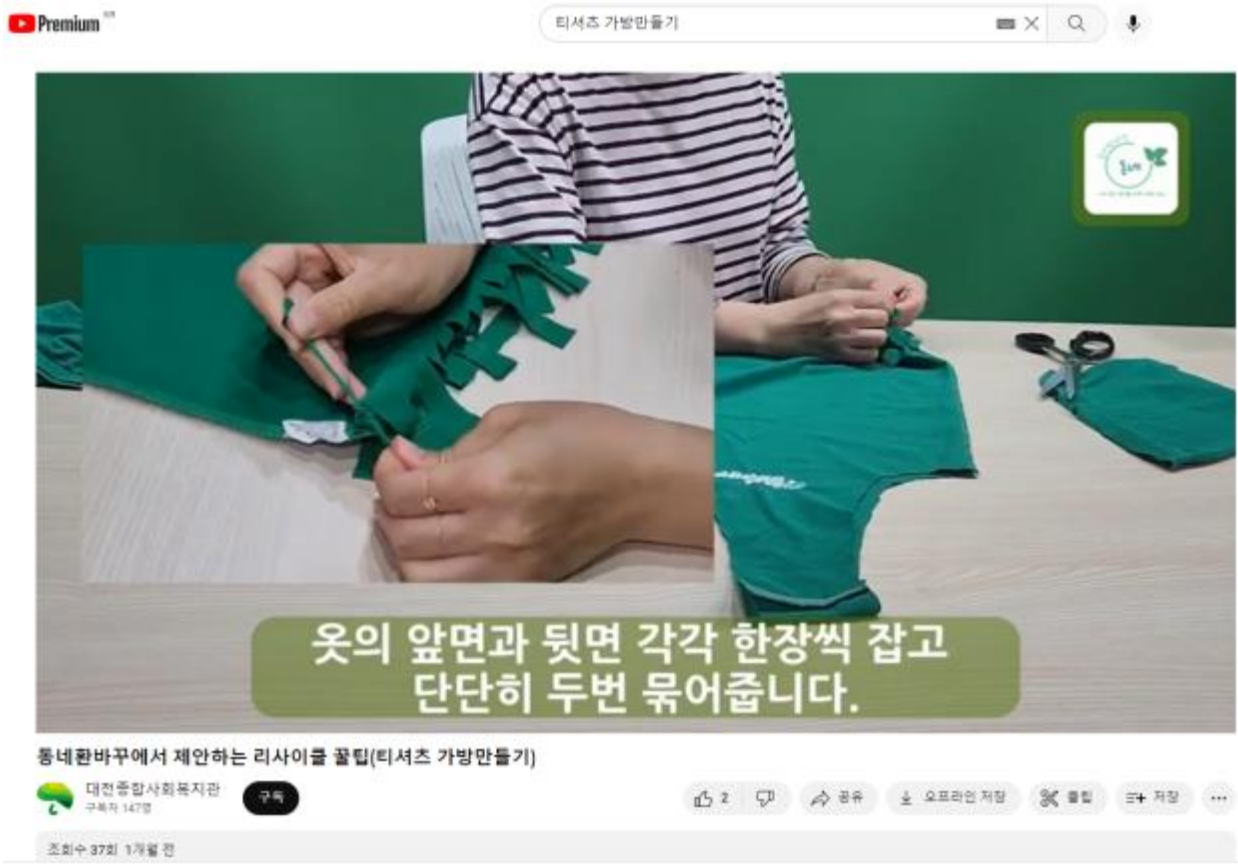 Premium KR
티셔츠 가방만들기
동네
옷의 앞면과 뒷면 각각 한장씩 잡고
단단히 두번 묶어줍니다.
동네환바꾸에서 제안하는 리사이클 꿀팁(티셔츠 가방만들기)
대전종합사회복지관
구독자 147명
구독
2
공유
오프라인 저장
클립
저장
조회수 37회 1개월 전